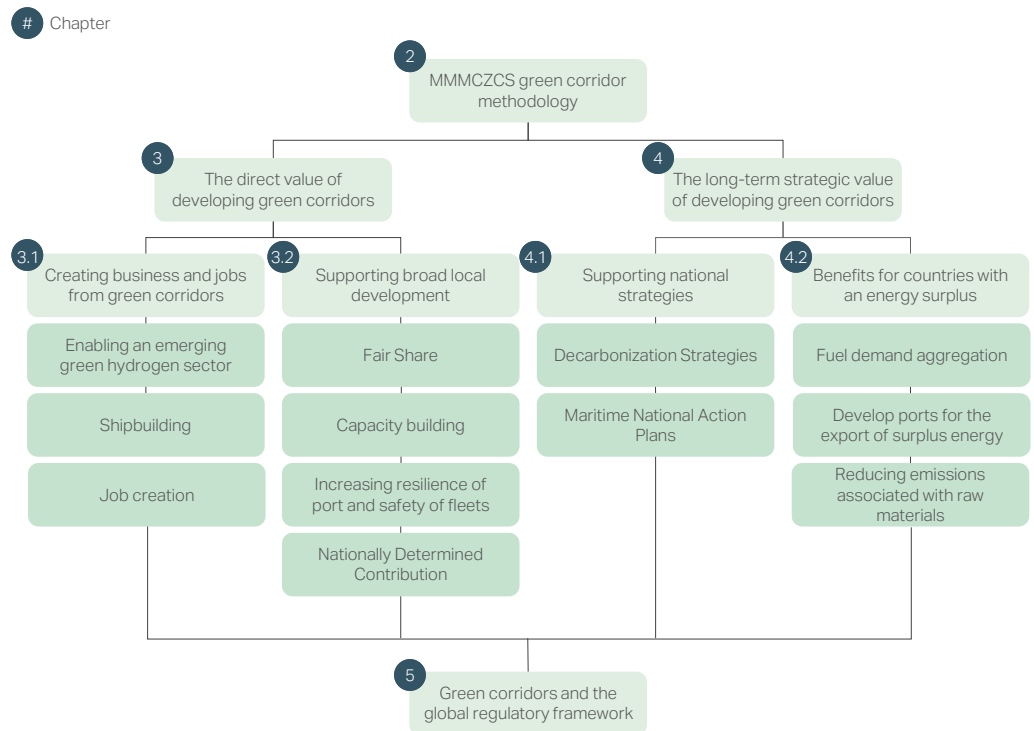 # Chapter
2
MMMCZCS green corridor
methodology
3
The direct value of
developing green corridors
4
The long-term strategic value
of developing green corridors
3.1
Creating business and jobs
from green corridors
Enabling an emerging
green hydrogen sector
Shipbuilding
Job creation
3.2
Supporting broad local
development
Fair Share
Capacity building
Increasing resilience of
port and safety of fleets
Nationally Determined
Contribution
4.1
Supporting national
strategies
Decarbonization Strategies
Maritime National Action
Plans
4.2
Benefits for countries with
an energy surplus
Fuel demand aggregation
Develop ports for the
export of surplus energy
Reducing emissions
associated with raw
materials
5
Green corridors and the
global regulatory framework